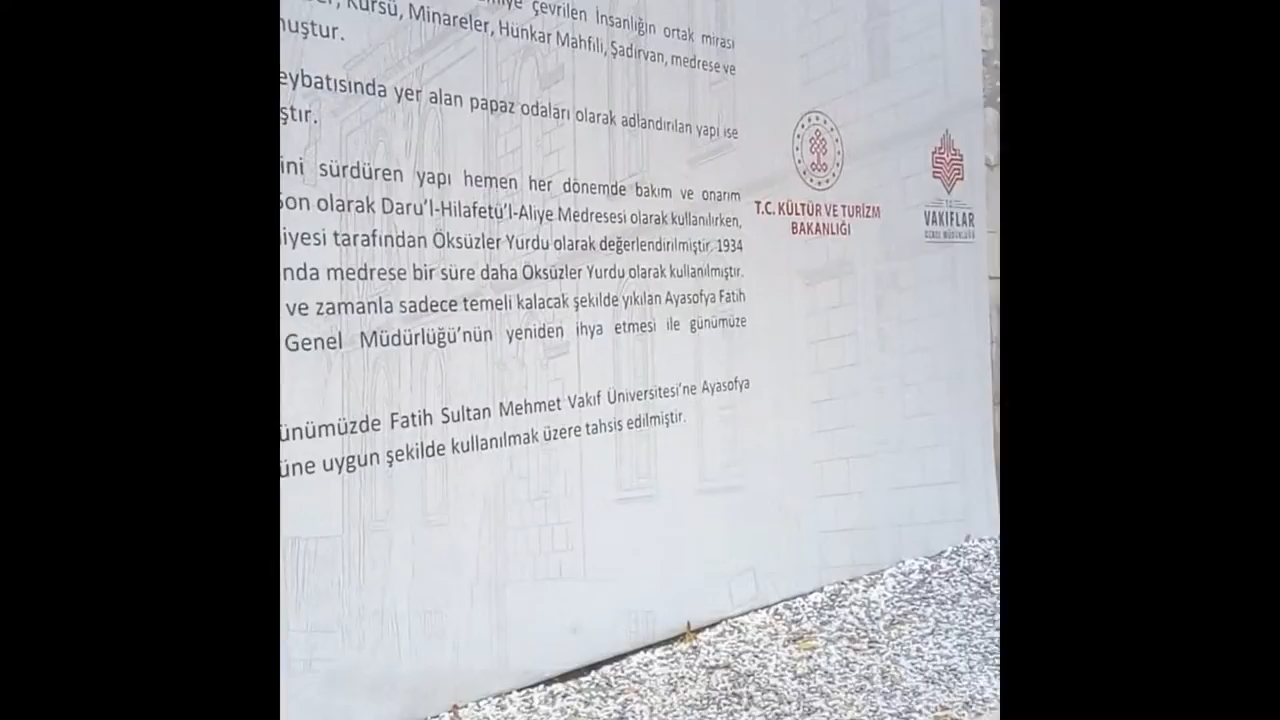 çevrilen İnsanlığın ortak mirası
Kürsü, Minareler, Hünkar Mahfili, Şadırvan, medrese ve
muştur.
eybatısında yer alan papaz odaları olarak adlandırılan yapı ise
ştır.
ini sürdüren yapı hemen her dönemde bakım ve onarım
Son olarak Daru'l-Hilafetü'l-Aliye Medresesi olarak kullanılırken,
iyesi tarafından Öksüzler Yurdu olarak değerlendirilmiştir. 1934
nda medrese bir süre daha Öksüzler Yurdu olarak kullanılmıştır.
ve zamanla sadece temeli kalacak şekilde yıkılan Ayasofya Fatih
Genel Müdürlüğü'nün yeniden ihya etmesi ile günümüze
ünümüzde Fatih Sultan Mehmet Vakıf Üniversitesi'ne Ayasofya
üne uygun şekilde kullanılmak üzere tahsis edilmiştir.
T.C. KÜLTÜR VE TURİZM
BAKANLIĞI
T.C.
VAKIFLAR
GENEL MÜDÜRLÜĞÜ